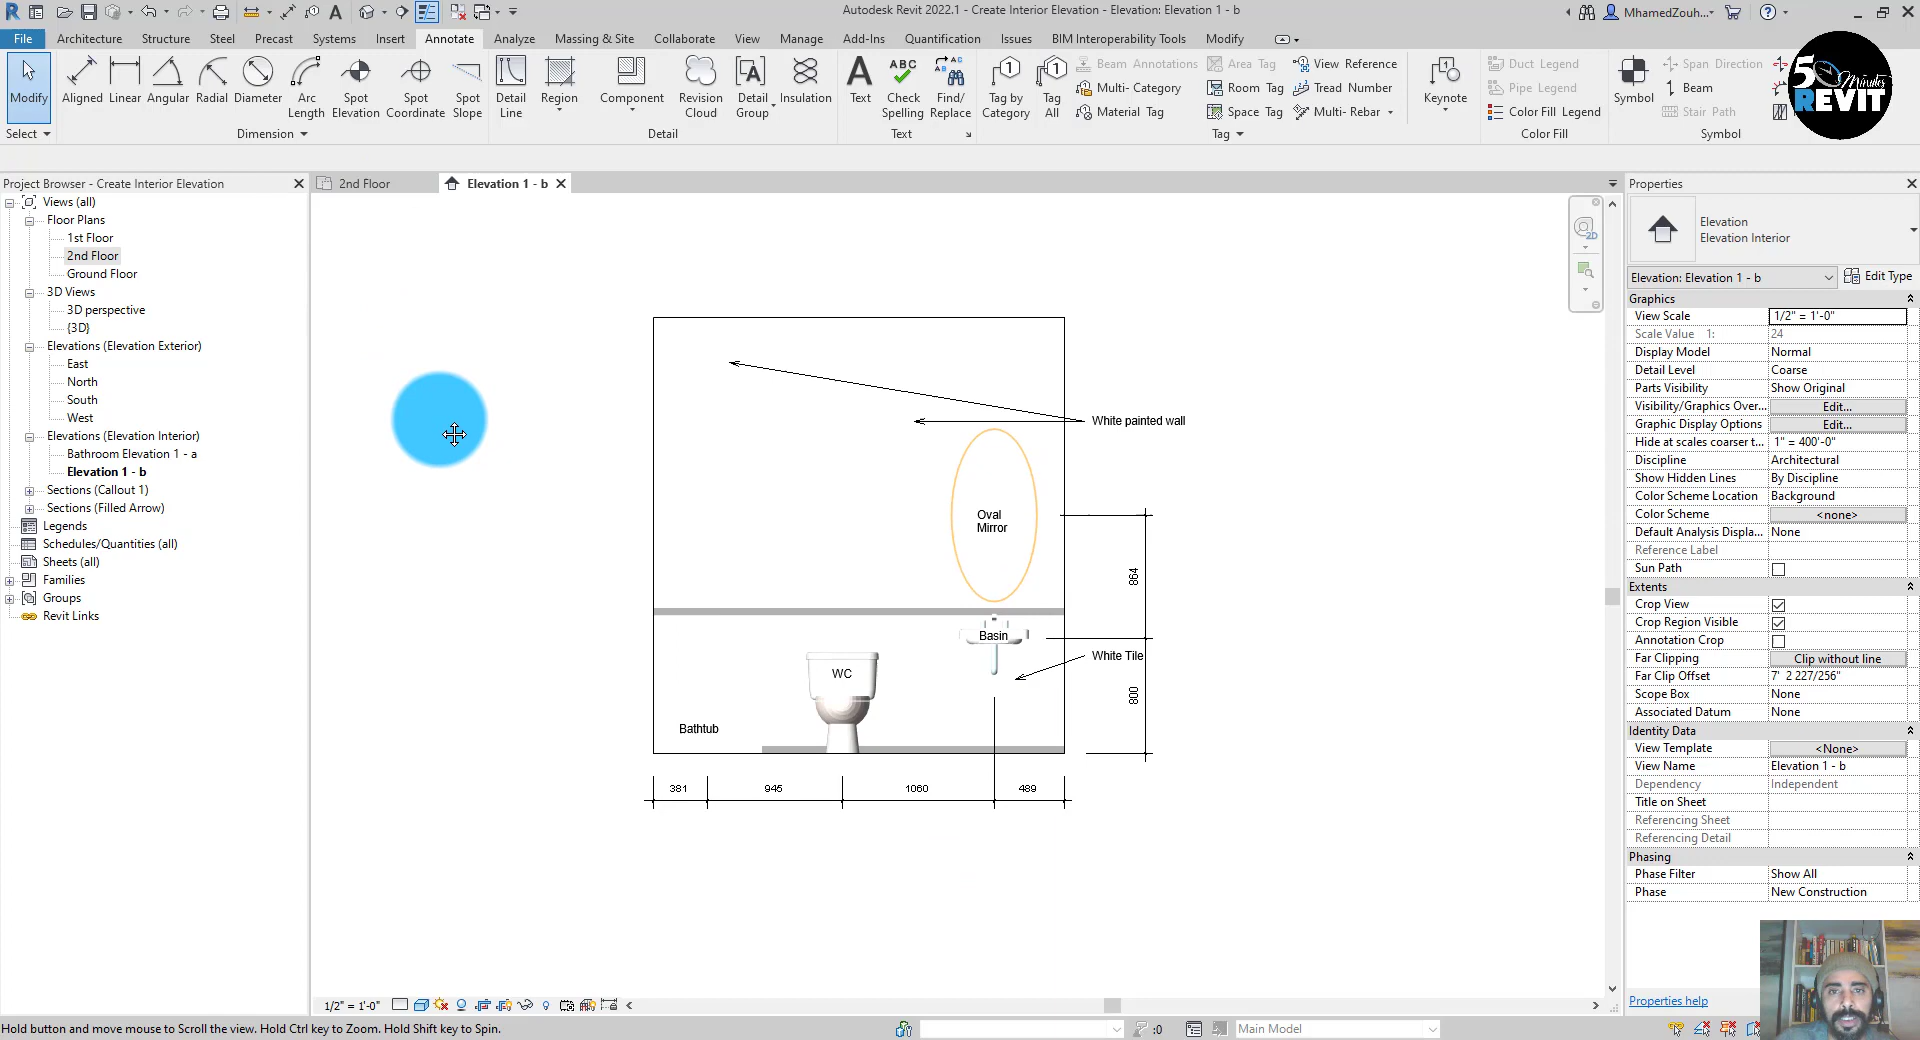 Autodesk Revit 2022.1 - Create Interior Elevation - Elevation: Elevation 1 - b
MhamedZouh...
File Architecture Structure Steel Precast Systems Insert Annotate Analyze Massing & Site Collaborate View Manage Add-Ins Quantification Issues BIM Interoperability Tools Modify
Modify
Aligned
Linear
Angular
Radial
Diameter
Arc Length
Spot Elevation
Spot Coordinate
Spot Slope
Detail Line
Region
Component
Revision Cloud
Detail Group
Insulation
Text
Check Spelling
Find/ Replace
Tag by Category
Tag All
Beam Annotations
Multi- Category
Material Tag
Area Tag
Room Tag
Space Tag
View Reference
Tread Number
Multi- Rebar
Keynote
Duct Legend
Pipe Legend
Color Fill Legend
Symbol
Span Direction
Beam
Stair Path
5 Minutes
REVIT
Select
Dimension
Detail
Text
Tag
Color Fill
Symbol
Project Browser - Create Interior Elevation
2nd Floor
Elevation 1 - b
Properties
Views (all)
Floor Plans
1st Floor
2nd Floor
Ground Floor
3D Views
3D perspective
{3D}
Elevations (Elevation Exterior)
East
North
South
West
Elevations (Elevation Interior)
Bathroom Elevation 1 - a
Elevation 1 - b
Sections (Callout 1)
Sections (Filled Arrow)
Legends
Schedules/Quantities (all)
Sheets (all)
Families
Groups
Revit Links
2D
White painted wall
Oval
Mirror
864
Basin
White Tile
WC
800
Bathtub
381 945 1060 489
Elevation
Elevation Interior
Elevation: Elevation 1 - b
Edit Type
Graphics
View Scale 1/2" = 1'-0"
Scale Value 1: 24
Display Model Normal
Detail Level Coarse
Parts Visibility Show Original
Visibility/Graphics Over... Edit...
Graphic Display Options Edit...
Hide at scales coarser t... 1" = 400'-0"
Discipline Architectural
Show Hidden Lines By Discipline
Color Scheme Location Background
Color Scheme <none>
Default Analysis Displa... None
Reference Label
Sun Path
Extents
Crop View
Crop Region Visible
Annotation Crop
Far Clipping Clip without line
Far Clip Offset 7' 2 227/256"
Scope Box None
Associated Datum None
Identity Data
View Template <None>
View Name Elevation 1 - b
Dependency Independent
Title on Sheet
Referencing Sheet
Referencing Detail
Phasing
Phase Filter Show All
Phase New Construction
Properties help
1/2" = 1'-0"
Hold button and move mouse to Scroll the view. Hold Ctrl key to Zoom. Hold Shift key to Spin.
:0
Main Model